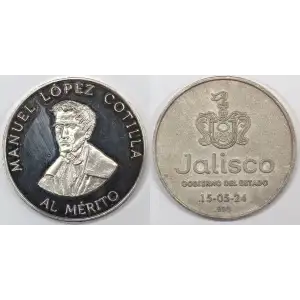 MANUEL LÓPEZ COTILLA
AL MÉRITO
Jalisco
GOBIERNO DEL ESTADO
15-05-24